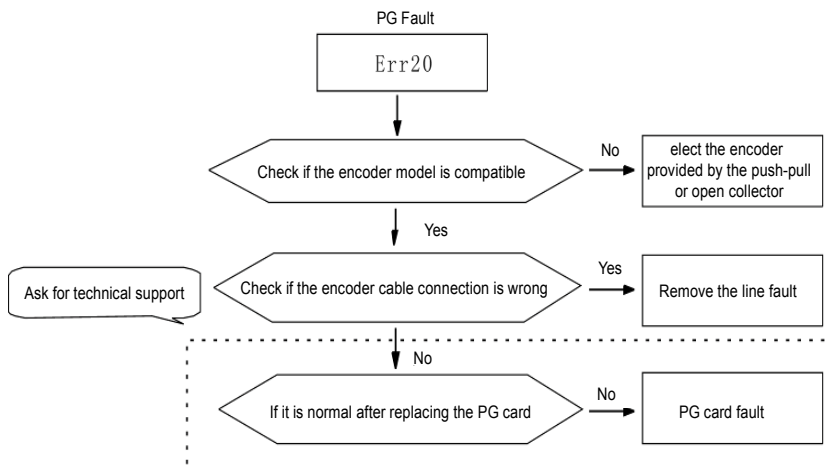 PG Fault
Err20
Check if the encoder model is compatible
No
elect the encoder
provided by the push-pull
or open collector
Yes
Ask for technical support
Check if the encoder cable connection is wrong
Yes
Remove the line fault
No
If it is normal after replacing the PG card
No
PG card fault